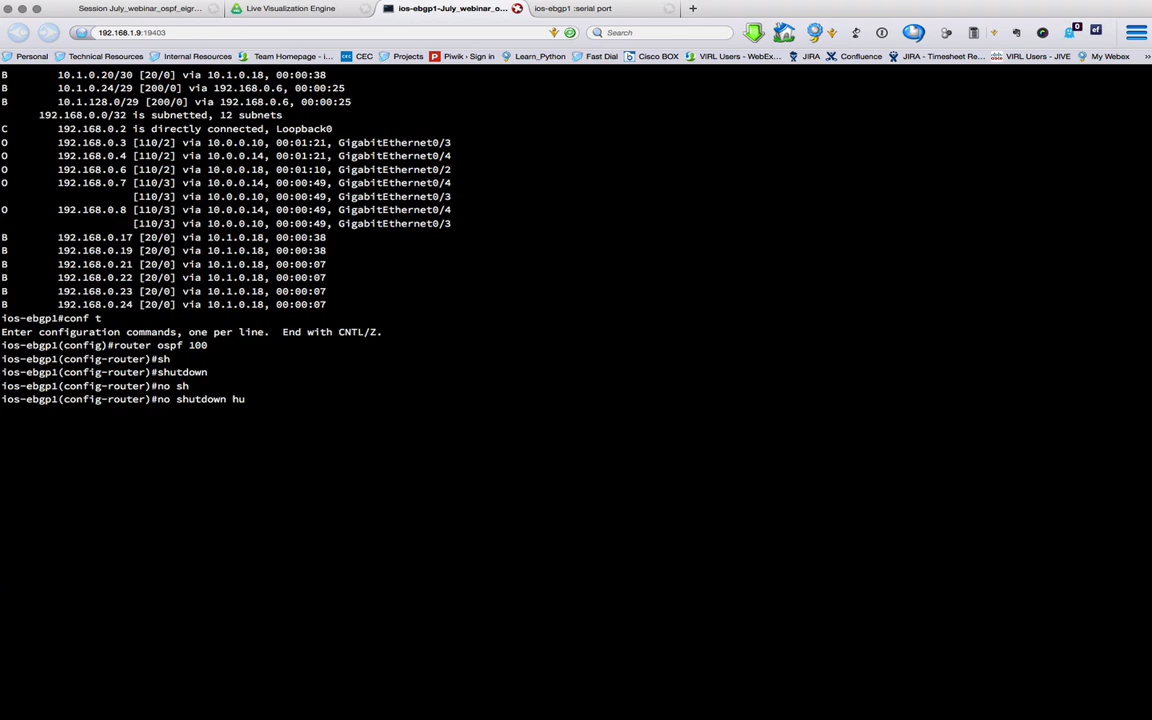 Session July_webinar_ospf_eigr...
Live Visualization Engine
ios-ebgp1-July_webinar_o...
ios-ebgp1 :serial port
192.168.1.9:19403
Search
Personal
Technical Resources
Internal Resources
Team Homepage - i...
CEC CEC
Projects
P Piwik › Sign in
Learn_Python
Fast Dial
Cisco BOX
VIRL Users - WebEx...
JIRA
JIRA - Timesheet Re...
Confluence
VIRL Users - JIVE
My Webex
»
B 10.1.0.20/30 [20/0] via 10.1.0.18, 00:00:38
B 10.1.0.24/29 [200/0] via 192.168.0.6, 00:00:25
B 10.1.128.0/29 [200/0] via 192.168.0.6, 00:00:25
192.168.0.0/32 is subnetted, 12 subnets
C 192.168.0.2 is directly connected, Loopback0
O 192.168.0.3 [110/2] via 10.0.0.10, 00:01:21, GigabitEthernet0/3
O 192.168.0.4 [110/2] via 10.0.0.14, 00:01:21, GigabitEthernet0/4
O 192.168.0.6 [110/2] via 10.0.0.18, 00:01:10, GigabitEthernet0/2
O 192.168.0.7 [110/3] via 10.0.0.14, 00:00:49, GigabitEthernet0/4
[110/3] via 10.0.0.10, 00:00:49, GigabitEthernet0/3
O 192.168.0.8 [110/3] via 10.0.0.14, 00:00:49, GigabitEthernet0/4
[110/3] via 10.0.0.10, 00:00:49, GigabitEthernet0/3
B 192.168.0.17 [20/0] via 10.1.0.18, 00:00:38
B 192.168.0.19 [20/0] via 10.1.0.18, 00:00:38
B 192.168.0.21 [20/0] via 10.1.0.18, 00:00:07
B 192.168.0.22 [20/0] via 10.1.0.18, 00:00:07
B 192.168.0.23 [20/0] via 10.1.0.18, 00:00:07
B 192.168.0.24 [20/0] via 10.1.0.18, 00:00:07
ios-ebgp1#conf t
Enter configuration commands, one per line. End with CNTL/Z.
ios-ebgp1(config)#router ospf 100
ios-ebgp1(config-router)#sh
ios-ebgp1(config-router)#shutdown
ios-ebgp1(config-router)#no sh
ios-ebgp1(config-router)#no shutdown hu